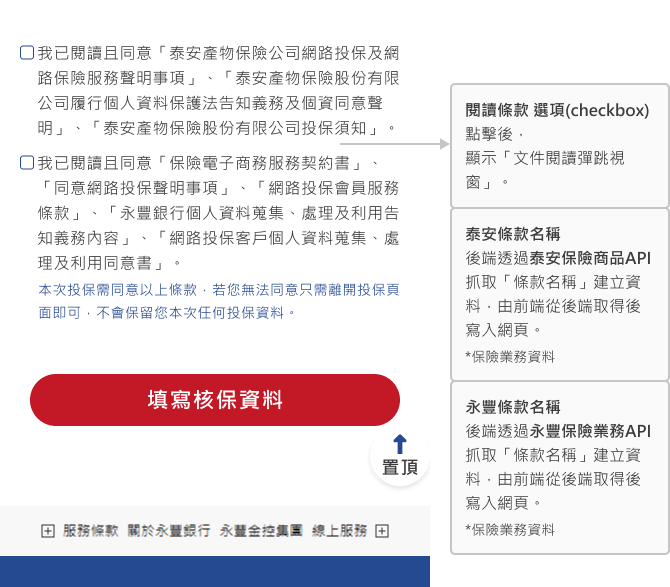 我已閱讀且同意「泰安產物保險公司網路投保及網
路保險服務聲明事項」、「泰安產物保險股份有限
公司履行個人資料保護法告知義務及個資同意聲
明」、「泰安產物保險股份有限公司投保須知」。
我已閱讀且同意「保險電子商務服務契約書」、
「同意網路投保聲明事項」、「網路投保會員服務
條款」、「永豐銀行個人資料蒐集、處理及利用告
知義務內容」、「網路投保客戶個人資料蒐集、處
理及利用同意書」。
本次投保需同意以上條款，若您無法同意只需離開投保頁
面即可，不會保留您本次任何投保資料。
填寫核保資料
置頂
服務條款 關於永豐銀行 永豐金控集團 線上服務
閱讀條款 選項(checkbox)
點擊後，
顯示「文件閱讀彈跳視
窗」。
泰安條款名稱
後端透過泰安保險商品API
抓取「條款名稱」建立資
料，由前端從後端取得後
寫入網頁。
*保險業務資料
永豐條款名稱
後端透過永豐保險業務API
抓取「條款名稱」建立資
料，由前端從後端取得後
寫入網頁。
*保險業務資料